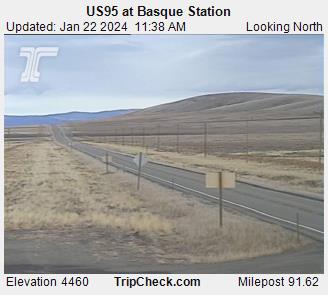 US95 at Basque Station
Updated: Jan 22 2024 11:38 AM Looking North
Elevation 4460 TripCheck.com Milepost 91.62